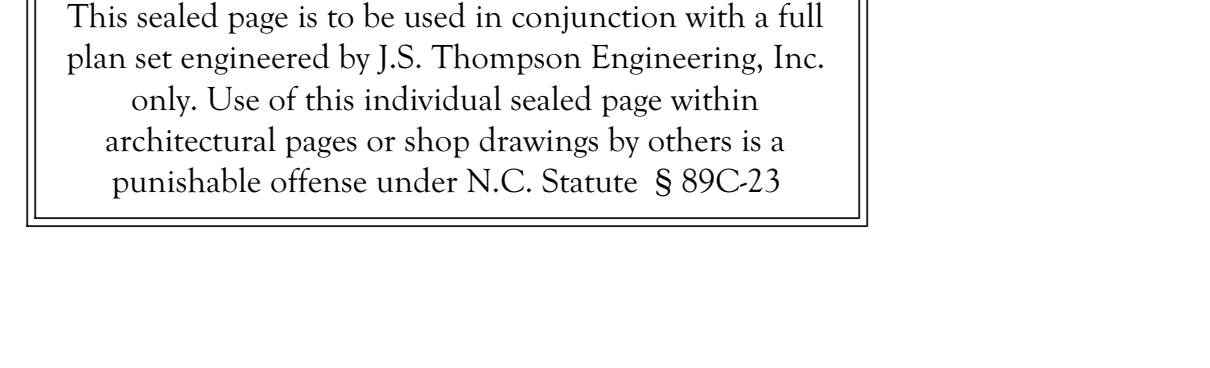 This sealed page is to be used in conjunction with a full
plan set engineered by J.S. Thompson Engineering, Inc.
only. Use of this individual sealed page within
architectural pages or shop drawings by others is a
punishable offense under N.C. Statute  § 89C-23